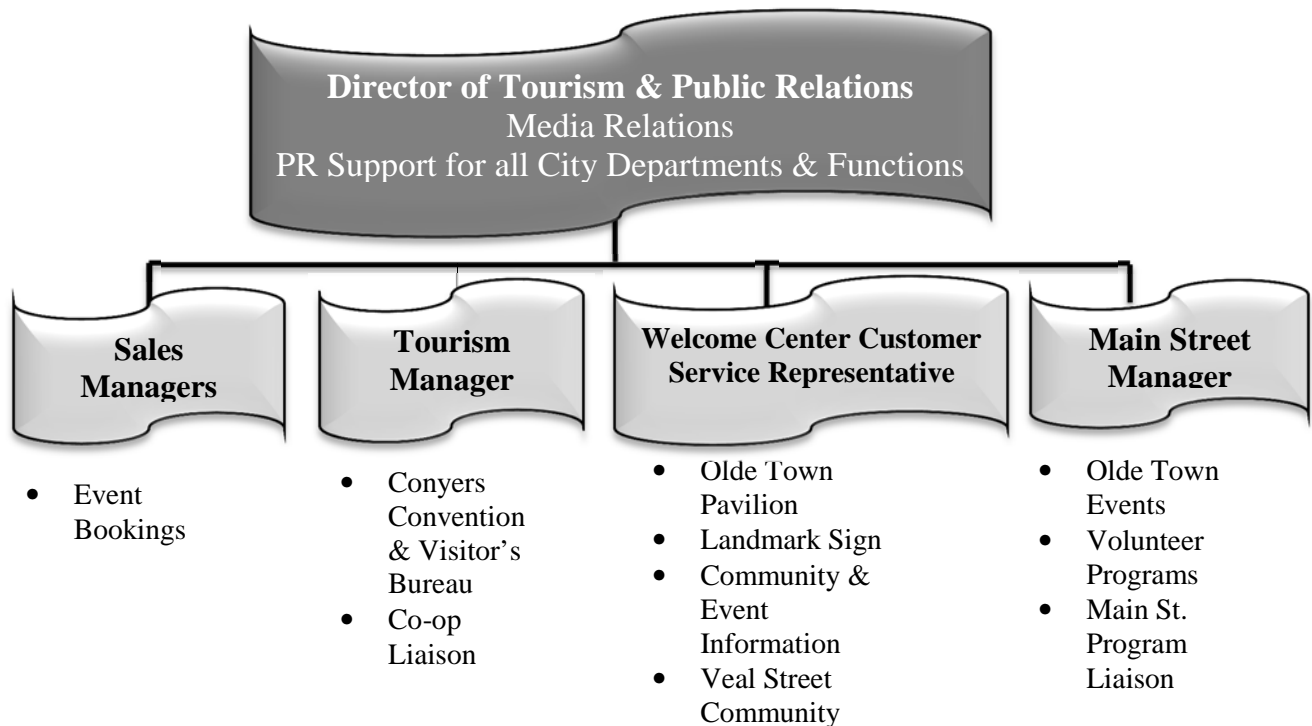 Director of Tourism & Public Relations
Media Relations
PR Support for all City Departments & Functions
Sales
Managers
• Event
Bookings
Tourism
Manager
• Conyers
Convention
& Visitor’s
Bureau
• Co-op
Liaison
Welcome Center Customer
Service Representative
• Olde Town
Pavilion
• Landmark Sign
• Community &
Event
Information
• Veal Street
Community
Main Street
Manager
• Olde Town
Events
• Volunteer
Programs
• Main St.
Program
Liaison